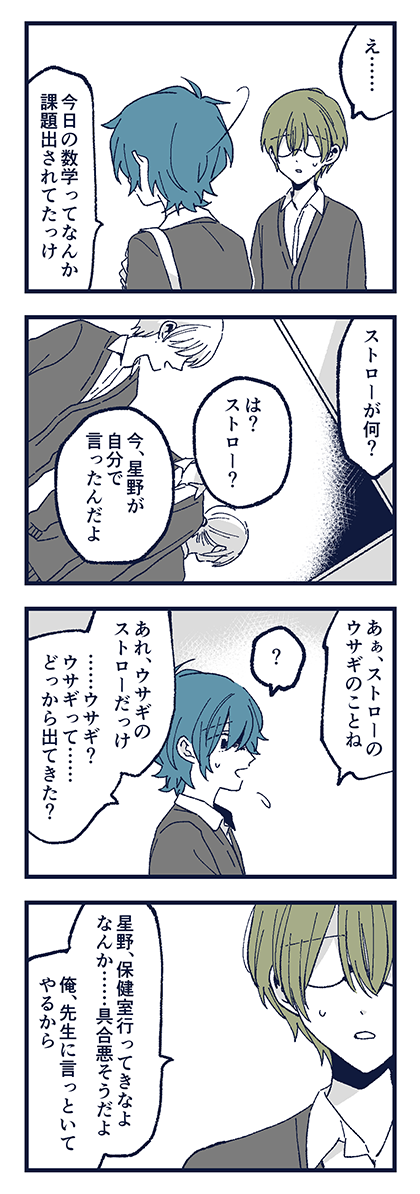 え……
今日の数学ってなんか
課題出されてたっけ
ストローが何?
は?
ストロー?
今、星野が
自分で
言ったんだよ
あぁ、ストローの
ウサギのことね
?
あれ、ウサギの
ストローだっけ
……ウサギ?
ウサギって……
どっから出てきた?
星野、保健室行ってきなよ
なんか……具合悪そうだよ
俺、先生に言っといて
やるから